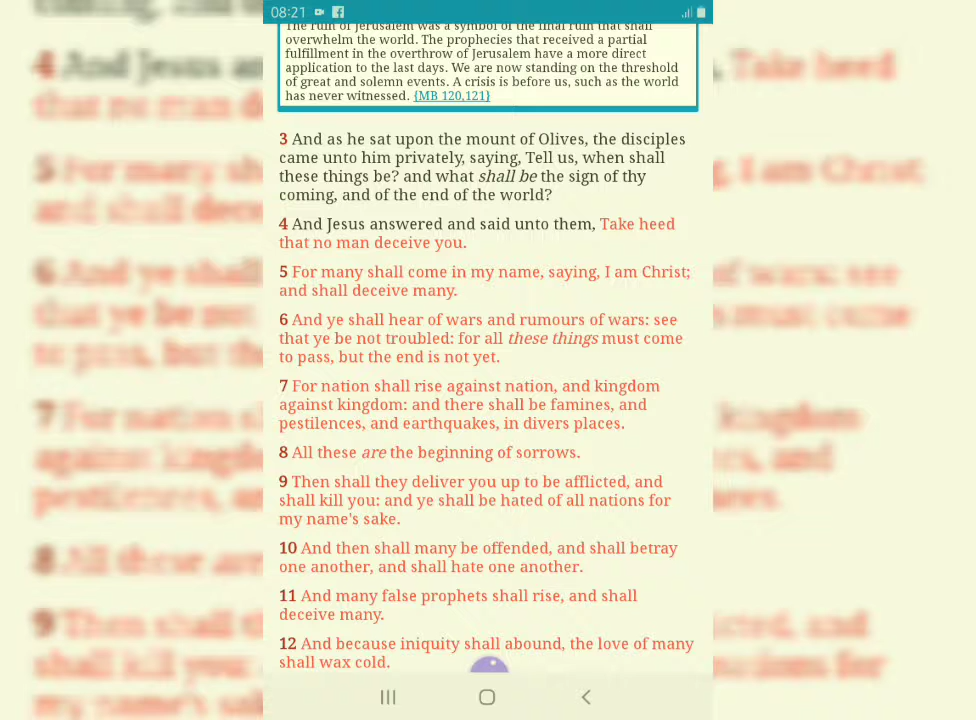 08:21
The ruin of Jerusalem was a symbol of the final ruin that shall
overwhelm the world. The prophecies that received a partial
fulfillment in the overthrow of Jerusalem have a more direct
application to the last days. We are now standing on the threshold
of great and solemn events. A crisis is before us, such as the world
has never witnessed. {MB 120,121}
3 And as he sat upon the mount of Olives, the disciples
came unto him privately, saying, Tell us, when shall
these things be? and what shall be the sign of thy
coming, and of the end of the world?
4 And Jesus answered and said unto them, Take heed
that no man deceive you.
5 For many shall come in my name, saying, I am Christ;
and shall deceive many.
6 And ye shall hear of wars and rumours of wars: see
that ye be not troubled: for all these things must come
to pass, but the end is not yet.
7 For nation shall rise against nation, and kingdom
against kingdom: and there shall be famines, and
pestilences, and earthquakes, in divers places.
8 All these are the beginning of sorrows.
9 Then shall they deliver you up to be afflicted, and
shall kill you: and ye shall be hated of all nations for
my name's sake.
10 And then shall many be offended, and shall betray
one another, and shall hate one another.
11 And many false prophets shall rise, and shall
deceive many.
12 And because iniquity shall abound, the love of many
shall wax cold.